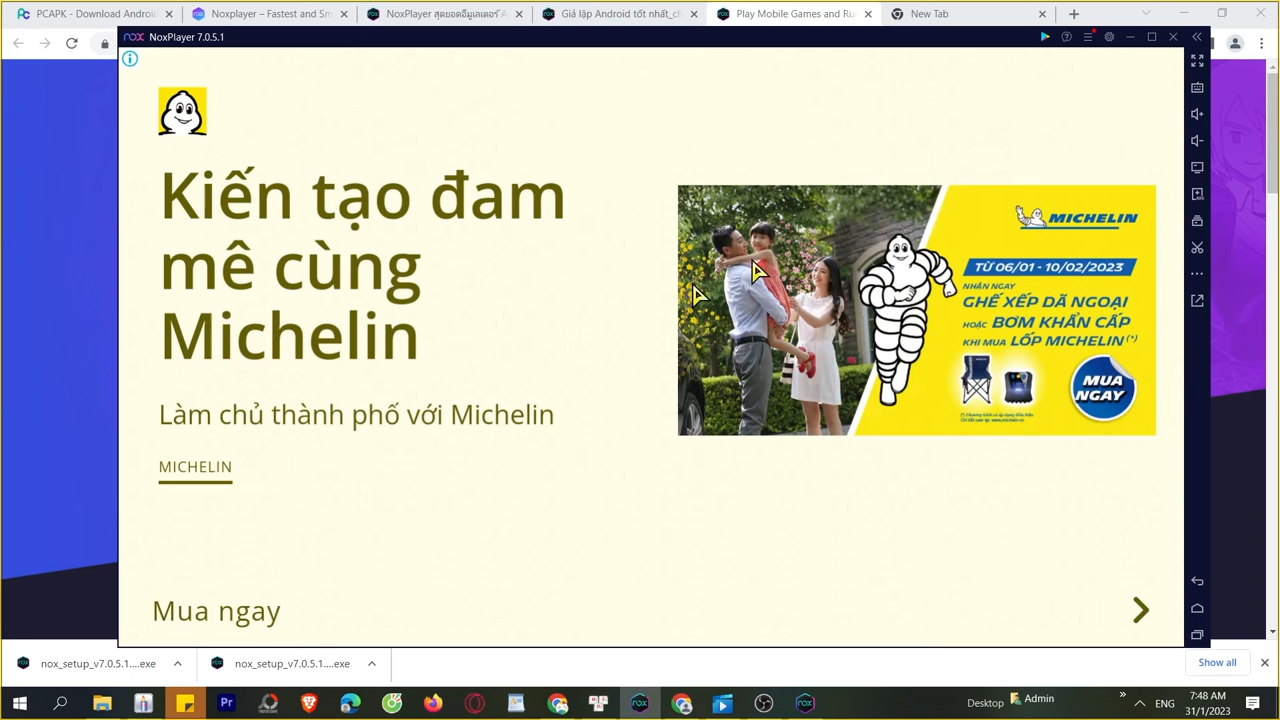 PCAPK - Download Androi
Noxplayer – Fastest and Sm
NoxPlayer สุดยอดอีมูเลเตอร์ A
Giả lập Android tốt nhất_ch
Play Mobile Games and Ru
New Tab
nox NoxPlayer 7.0.5.1
Kiến tạo đam
mê cùng
Michelin
Làm chủ thành phố với Michelin
MICHELIN
MICHELIN
TỪ 06/01 - 10/02/2023
NHẬN NGAY
GHẾ XẾP DÃ NGOẠI
HOẶC BƠM KHẨN CẤP
KHI MUA LỐP MICHELIN (*)
MUA
NGAY
Mua ngay
nox_setup_v7.0.5.1....exe
nox_setup_v7.0.5.1....exe
Show all
Pr
Desktop
Admin
ENG
7:48 AM
31/1/2023